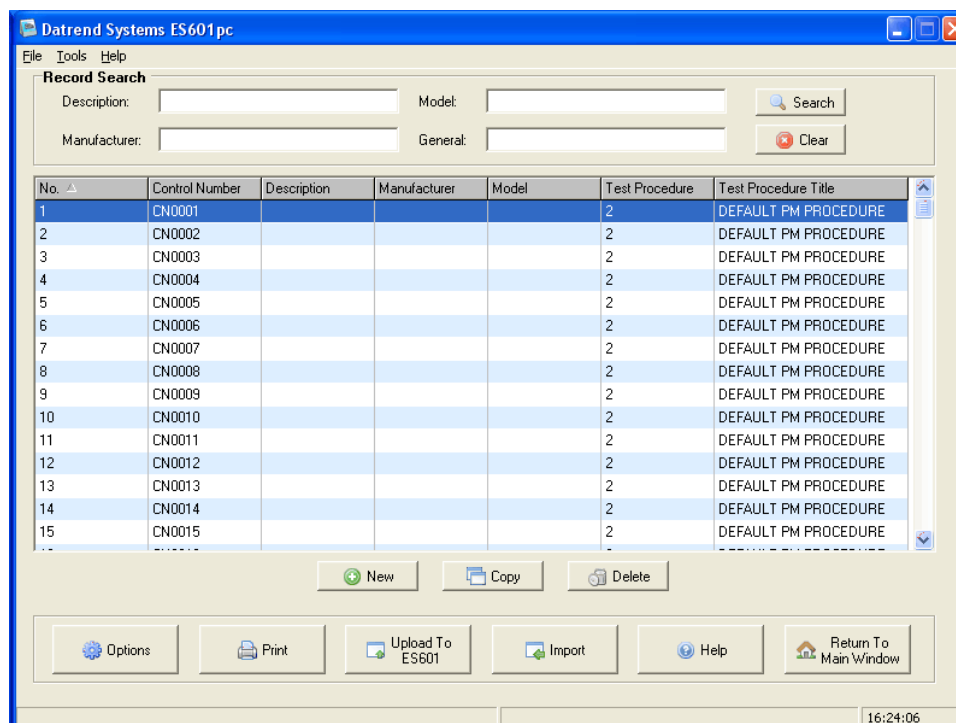 Datrend Systems ES601pc
File Tools Help
Record Search
Description: Model: Search
Manufacturer: General: Clear
No. Control Number Description Manufacturer Model Test Procedure Test Procedure Title
1 CN0001 2 DEFAULT PM PROCEDURE
2 CN0002 2 DEFAULT PM PROCEDURE
3 CN0003 2 DEFAULT PM PROCEDURE
4 CN0004 2 DEFAULT PM PROCEDURE
5 CN0005 2 DEFAULT PM PROCEDURE
6 CN0006 2 DEFAULT PM PROCEDURE
7 CN0007 2 DEFAULT PM PROCEDURE
8 CN0008 2 DEFAULT PM PROCEDURE
9 CN0009 2 DEFAULT PM PROCEDURE
10 CN0010 2 DEFAULT PM PROCEDURE
11 CN0011 2 DEFAULT PM PROCEDURE
12 CN0012 2 DEFAULT PM PROCEDURE
13 CN0013 2 DEFAULT PM PROCEDURE
14 CN0014 2 DEFAULT PM PROCEDURE
15 CN0015 2 DEFAULT PM PROCEDURE
New Copy Delete
Options Print Upload To ES601 Import Help Return To Main Window
16:24:06